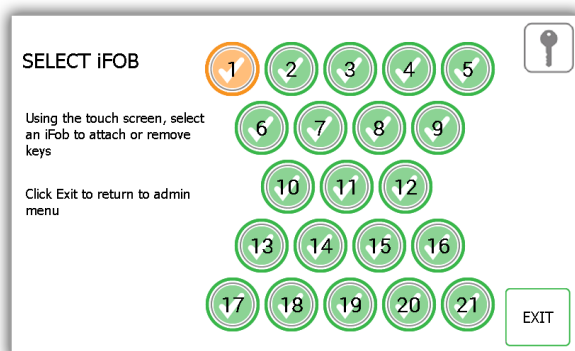 SELECT iFOB
1 2 3 4 5
Using the touch screen, select
an iFob to attach or remove
keys
6 7 8 9
Click Exit to return to admin
menu
10 11 12
13 14 15 16
17 18 19 20 21
EXIT